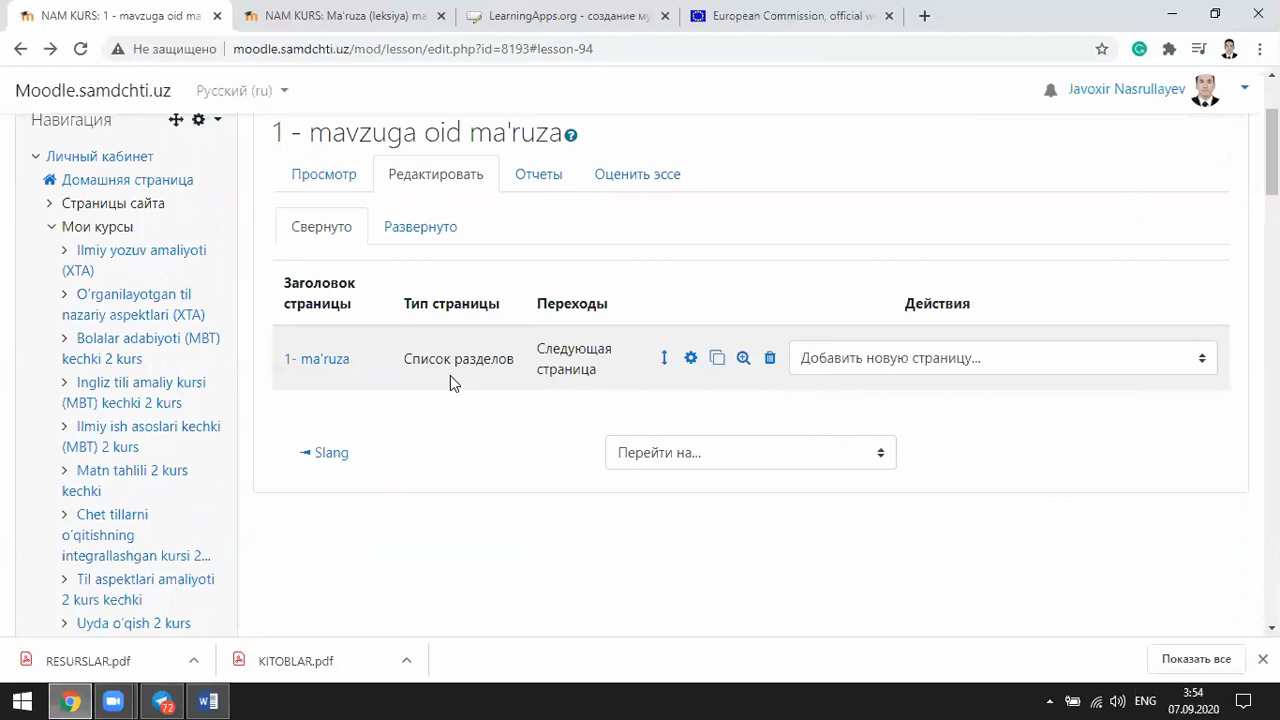 NAM KURS: 1 - mavzuga oid ma
NAM KURS: Ma'ruza (leksiya) ma
LearningApps.org - создание му
European Commission, official w
Не защищено
moodle.samdchti.uz/mod/lesson/edit.php?id=8193#lesson-94
Moodle.samdchti.uz
Русский (ru)
Javoxir Nasrullayev
Навигация
Личный кабинет
Домашняя страница
Страницы сайта
Мои курсы
Ilmiy yozuv amaliyoti
(XTA)
O'rganilayotgan til
nazariy aspektlari (XTA)
Bolalar adabiyoti (MBT)
kechki 2 kurs
Ingliz tili amaliy kursi
(MBT) kechki 2 kurs
Ilmiy ish asoslari kechki
(MBT) 2 kurs
Matn tahlili 2 kurs
kechki
Chet tillarni
o'qitishning
integrallashgan kursi 2...
Til aspektlari amaliyoti
2 kurs kechki
Uyda o'qish 2 kurs
1 - mavzuga oid ma'ruza
Просмотр
Редактировать
Отчеты
Оценить эссе
Свернуто
Развернуто
Заголовок
страницы
Тип страницы
Переходы
Действия
1- ma'ruza
Список разделов
Следующая
страница
Добавить новую страницу...
Slang
Перейти на...
RESURSLAR.pdf
KITOBLAR.pdf
Показать все
72
ENG
3:54
07.09.2020